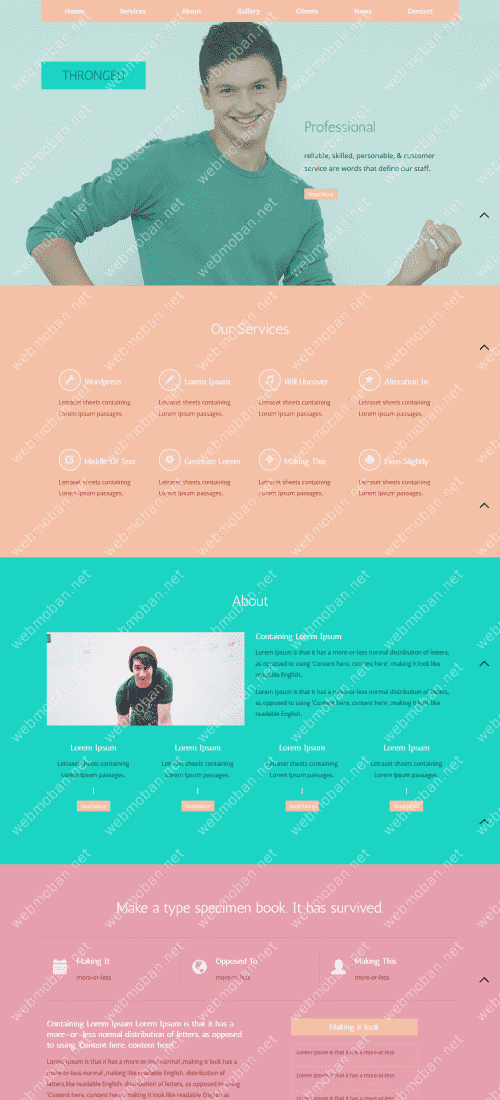 Home Services About Gallery Clients News Contact
THRONGED
Professional
reliable, skilled, personable, & customer
service are words that define our staff.
Read More
Our Services
Wordpress Lorem Ipsum Will Uncover Alteration In
Letraset sheets containing Letraset sheets containing Letraset sheets containing Letraset sheets containing
Lorem Ipsum passages. Lorem Ipsum passages. Lorem Ipsum passages. Lorem Ipsum passages.
Middle Of Text Generate Lorem Making This Even Slightly
Letraset sheets containing Letraset sheets containing Letraset sheets containing Letraset sheets containing
Lorem Ipsum passages. Lorem Ipsum passages. Lorem Ipsum passages. Lorem Ipsum passages.
About
Containing Lorem Ipsum
Lorem Ipsum is that it has a more-or-less normal distribution of letters,
as opposed to using 'Content here, content here', making it look like
readable English.
Lorem Ipsum is that it has a more-or-less normal distribution of letters,
as opposed to using 'Content here, content here', making it look like
readable English.
Lorem Ipsum Lorem Ipsum Lorem Ipsum Lorem Ipsum
Letraset sheets containing Letraset sheets containing Letraset sheets containing Letraset sheets containing
Lorem Ipsum passages. Lorem Ipsum passages. Lorem Ipsum passages. Lorem Ipsum passages.
Read More Read More Read More Read More
Make a type specimen book. It has survived.
Making It Opposed To Making This
more-or-less more-or-less more-or-less
Containing Lorem Ipsum Lorem Ipsum is that it has a
more-or-less normal distribution of letters, as opposed
to using 'Content here, content here'
Lorem Ipsum is that it has a more-or-less normal ,making it look has a
more-or-less normal ,making like readable English. distribution of
letters,like readable English. distribution of letters, as opposed to using
'Content here, content here',making it look like readable English as
Making it look
Lorem Ipsum is that it has a more-or-less
Lorem Ipsum is that it has a more-or-less
Lorem Ipsum is that it has a more-or-less
webmoban.net